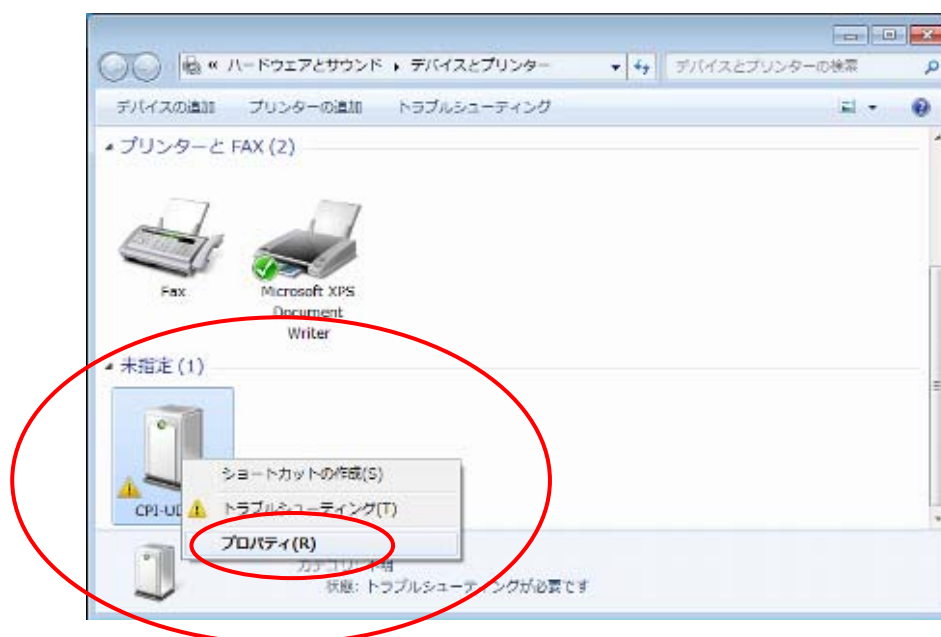 « ハードウェアとサウンド ▸ デバイスとプリンター
デバイスとプリンターの検索
デバイスの追加 プリンターの追加 トラブルシューティング
プリンターと FAX (2)
Fax
Microsoft XPS
Document
Writer
未指定 (1)
ショートカットの作成(S)
トラブルシューティング(T)
プロパティ(R)
状態: トラブルシューティングが必要です